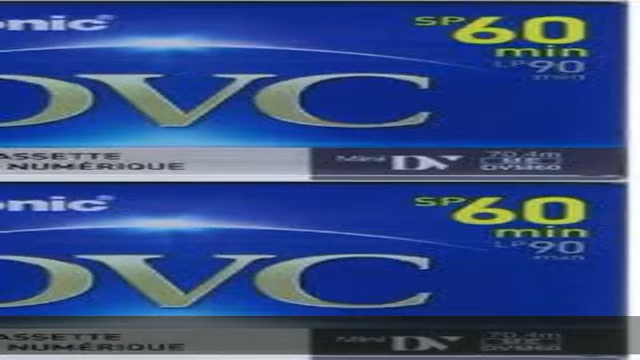 onic
SP 60
min
LP 90
min
DVC
ASSETTE
NUMÉRIQUE
Mini DV
onic
SP 60
min
LP 90
min
DVC
ASSETTE
NUMÉRIQUE
Mini DV